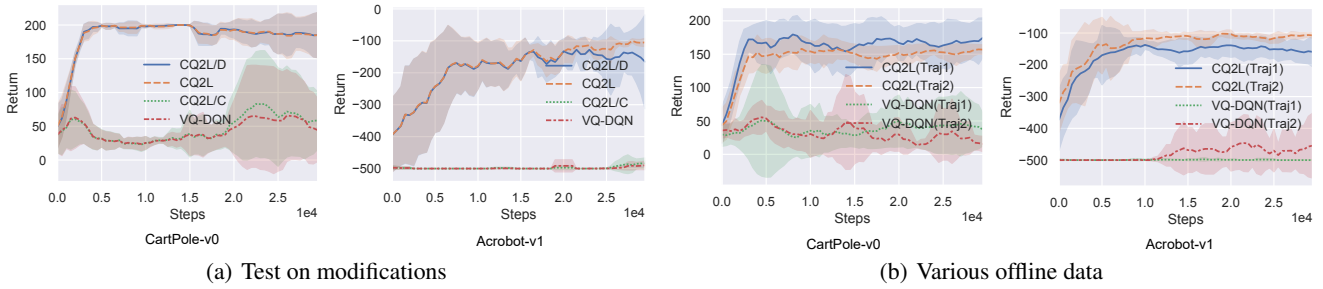 200
150
100
50
0
Return
CQ2L/D
CQ2L
CQ2L/C
VQ-DQN
0.0 0.5 1.0 1.5 2.0 2.5
1e4
Steps
CartPole-v0
0
−100
−200
−300
−400
−500
Return
CQ2L/D
CQ2L
CQ2L/C
VQ-DQN
0.0 0.5 1.0 1.5 2.0 2.5
1e4
Steps
Acrobot-v1
(a) Test on modifications
200
150
100
50
0
Return
CQ2L(Traj1)
CQ2L(Traj2)
VQ-DQN(Traj1)
VQ-DQN(Traj2)
0.0 0.5 1.0 1.5 2.0 2.5
1e4
Steps
CartPole-v0
−100
−200
−300
−400
−500
Return
CQ2L(Traj1)
CQ2L(Traj2)
VQ-DQN(Traj1)
VQ-DQN(Traj2)
0.0 0.5 1.0 1.5 2.0 2.5
1e4
Steps
Acrobot-v1
(b) Various offline data